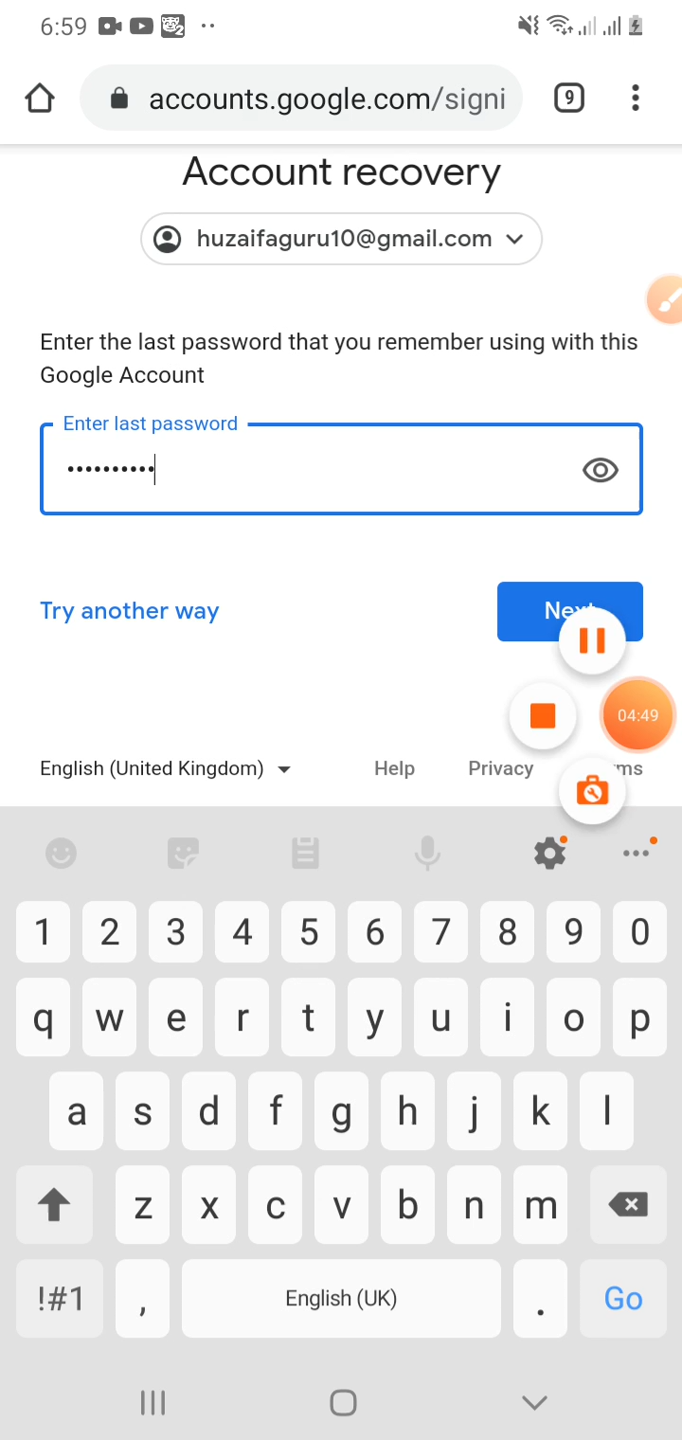 6:59
accounts.google.com/signi
9
Account recovery
huzaifaguru10@gmail.com
Enter the last password that you remember using with this
Google Account
Enter last password
••••••••••
Try another way
Next
04:49
English (United Kingdom)
Help
Privacy
ms
1 2 3 4 5 6 7 8 9 0
q w e r t y u i o p
a s d f g h j k l
z x c v b n m
!#1 , English (UK) . Go